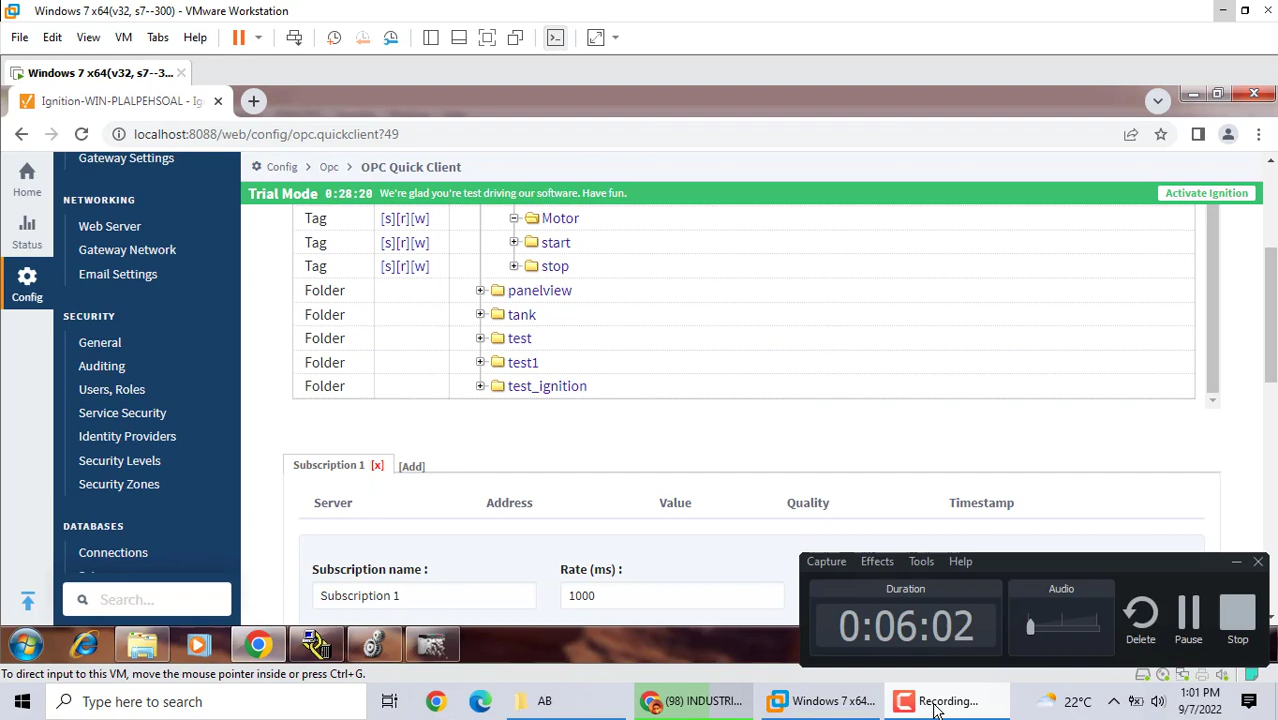 Windows 7 x64(v32, s7--300) - VMware Workstation
File Edit View VM Tabs Help
Windows 7 x64(v32, s7--3...
Ignition-WIN-PLALPEHSOAL - Ig
localhost:8088/web/config/opc.quickclient?49
Home
Status
Config
Gateway Settings
NETWORKING
Web Server
Gateway Network
Email Settings
SECURITY
General
Auditing
Users, Roles
Service Security
Identity Providers
Security Levels
Security Zones
DATABASES
Connections
Search...
Config > Opc > OPC Quick Client
Trial Mode 0:28:20 We're glad you're test driving our software. Have fun. Activate Ignition
Tag [s][r][w] Motor
Tag [s][r][w] start
Tag [s][r][w] stop
Folder panelview
Folder tank
Folder test
Folder test1
Folder test_ignition
Subscription 1 [x] [Add]
Server Address Value Quality Timestamp
Subscription name : Rate (ms) :
Subscription 1 1000
Capture Effects Tools Help
Duration Audio
0:06:02
Delete Pause Stop
To direct input to this VM, move the mouse pointer inside or press Ctrl+G.
Type here to search
AB
(98) INDUSTRI...
Windows 7 x64...
Recording...
22°C
1:01 PM
9/7/2022